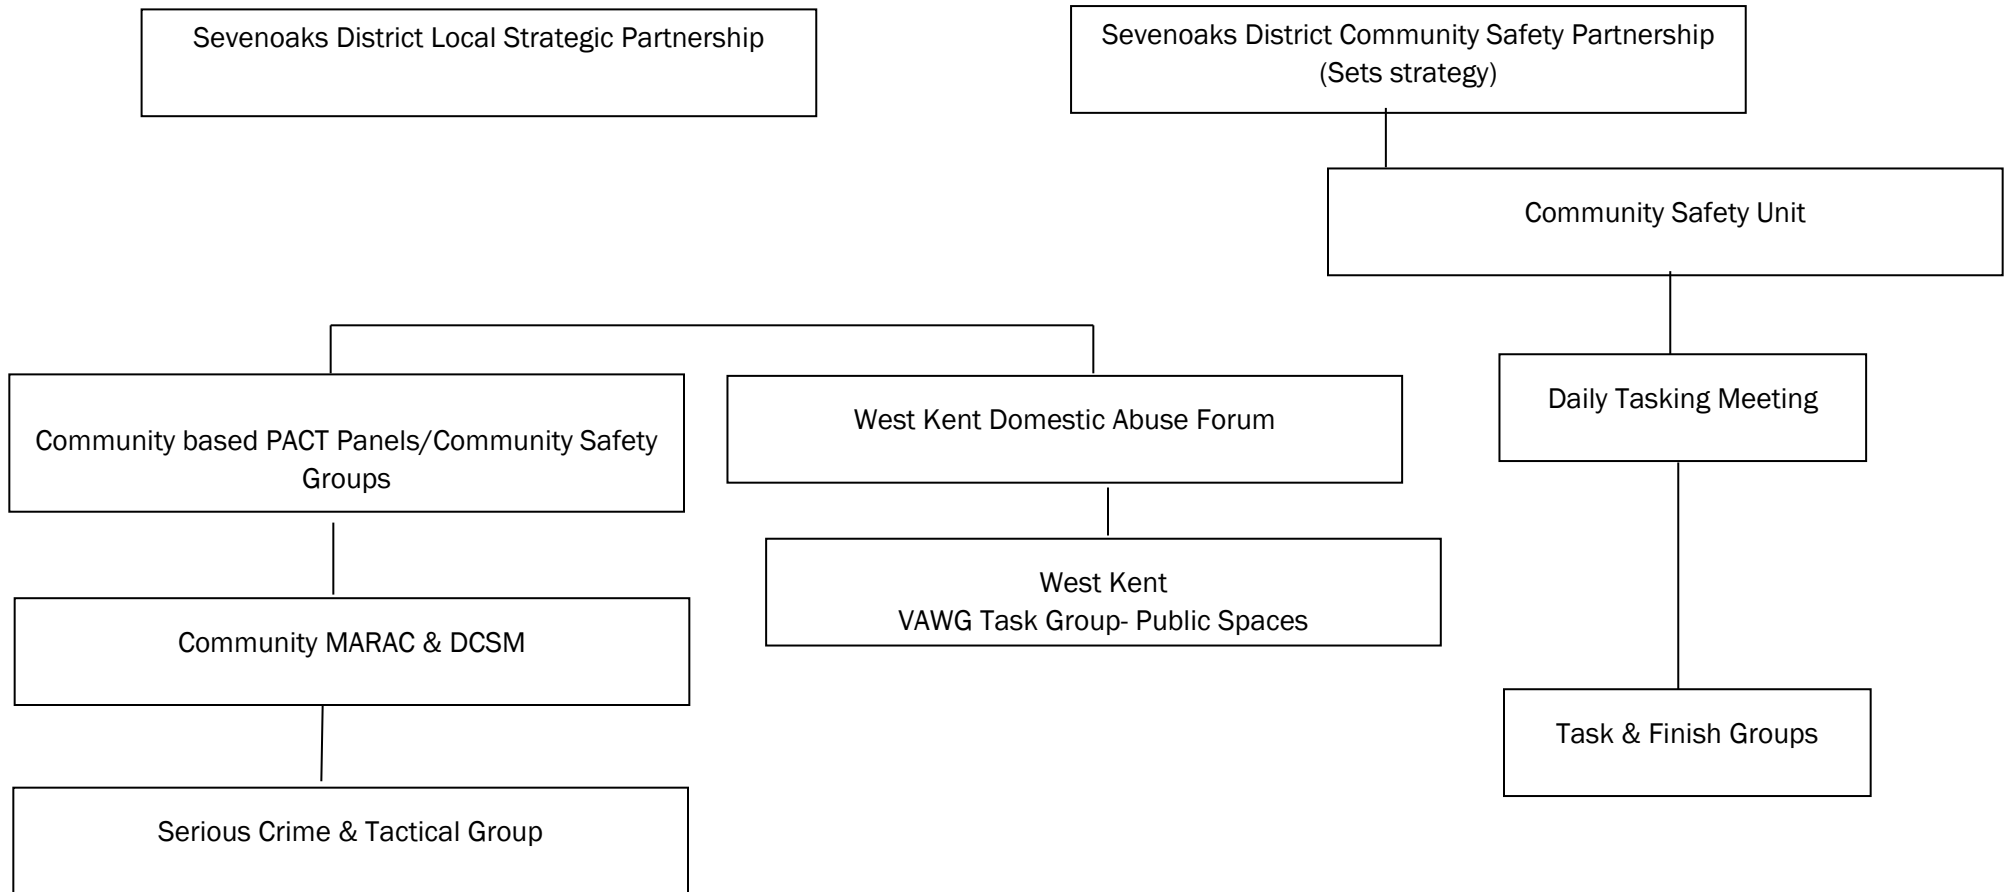 Sevenoaks District Local Strategic Partnership
Sevenoaks District Community Safety Partnership
(Sets strategy)
Community Safety Unit
Daily Tasking Meeting
West Kent Domestic Abuse Forum
Community based PACT Panels/Community Safety
Groups
West Kent
VAWG Task Group- Public Spaces
Community MARAC & DCSM
Task & Finish Groups
Serious Crime & Tactical Group